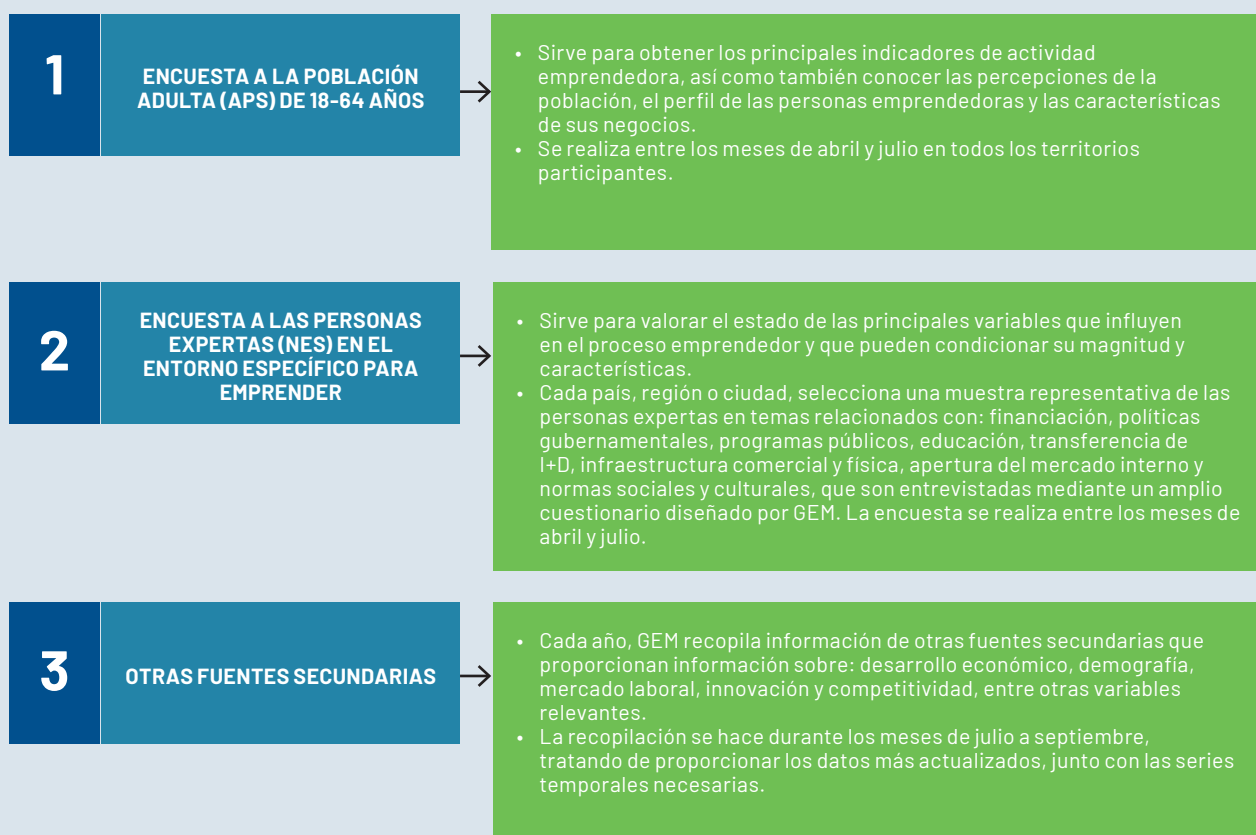 1
ENCUESTA A LA POBLACIÓN
ADULTA (APS) DE 18-64 AÑOS
• Sirve para obtener los principales indicadores de actividad
emprendedora, así como también conocer las percepciones de la
población, el perfil de las personas emprendedoras y las características
de sus negocios.
• Se realiza entre los meses de abril y julio en todos los territorios
participantes.
2
ENCUESTA A LAS PERSONAS
EXPERTAS (NES) EN EL
ENTORNO ESPECÍFICO PARA
EMPRENDER
• Sirve para valorar el estado de las principales variables que influyen
en el proceso emprendedor y que pueden condicionar su magnitud y
características.
• Cada país, región o ciudad, selecciona una muestra representativa de las
personas expertas en temas relacionados con: financiación, políticas
gubernamentales, programas públicos, educación, transferencia de
I+D, infraestructura comercial y física, apertura del mercado interno y
normas sociales y culturales, que son entrevistadas mediante un amplio
cuestionario diseñado por GEM. La encuesta se realiza entre los meses de
abril y julio.
3
OTRAS FUENTES SECUNDARIAS
• Cada año, GEM recopila información de otras fuentes secundarias que
proporcionan información sobre: desarrollo económico, demografía,
mercado laboral, innovación y competitividad, entre otras variables
relevantes.
• La recopilación se hace durante los meses de julio a septiembre,
tratando de proporcionar los datos más actualizados, junto con las series
temporales necesarias.